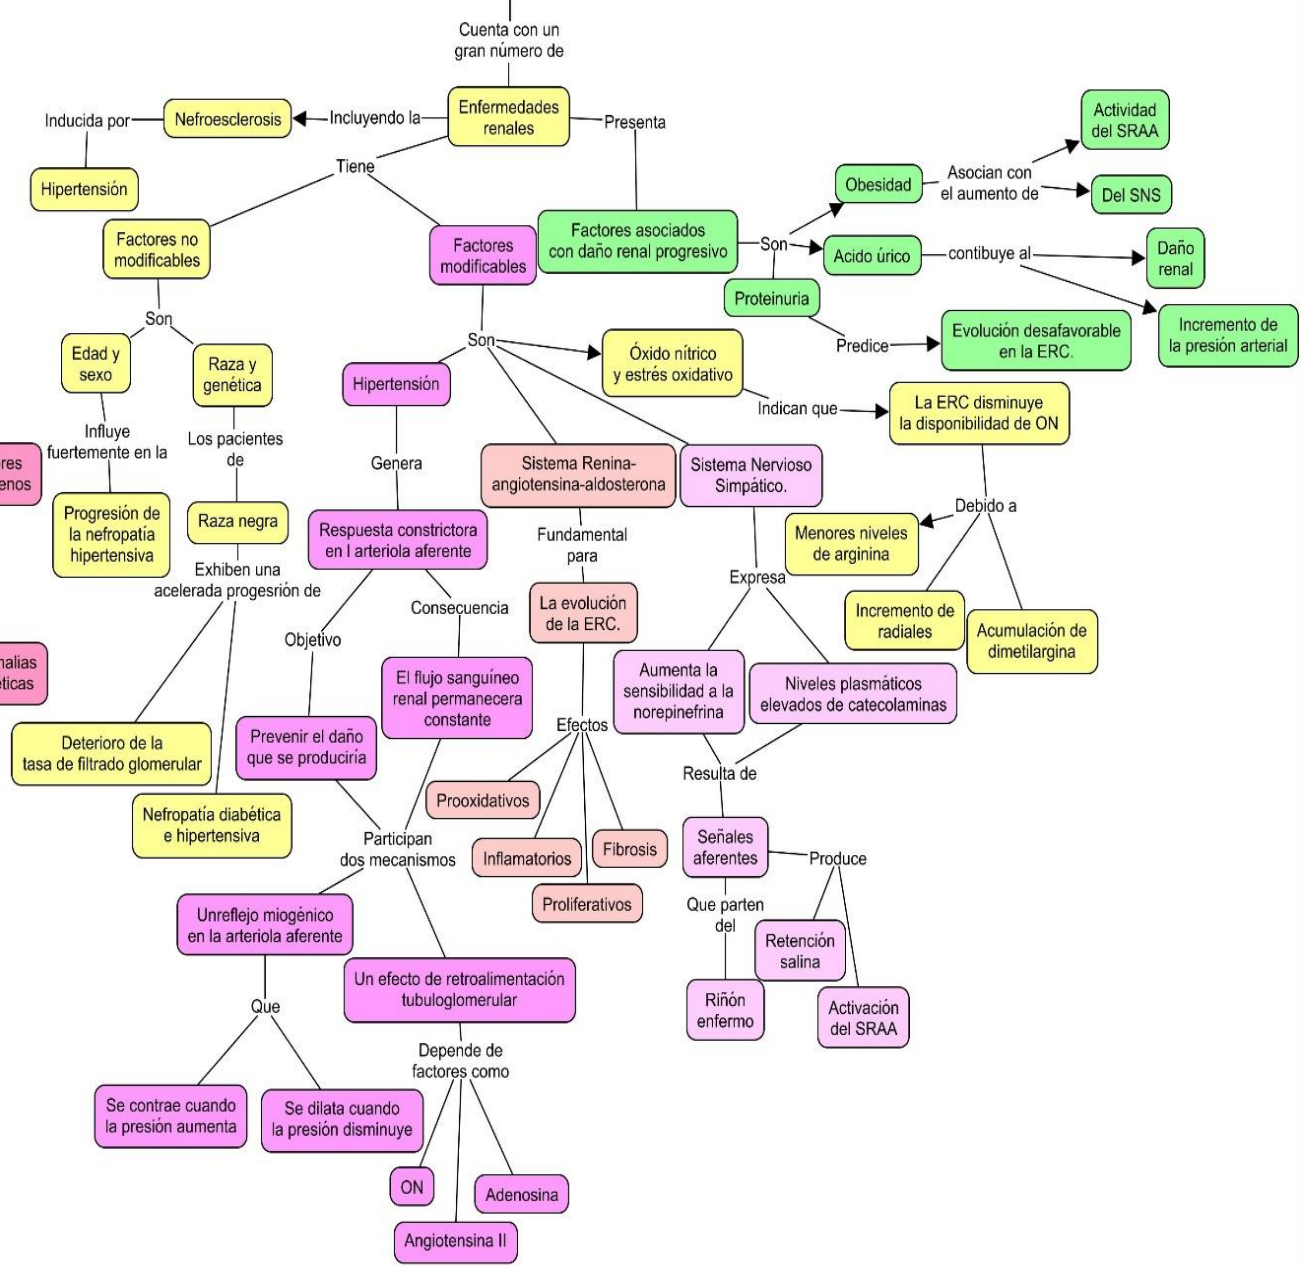 Cuenta con un
gran número de
Enfermedades
renales
Incluyendo la
Nefroesclerosis
Inducida por
Hipertensión
Presenta
Tiene
Factores no
modificables
Factores
modificables
Factores asociados
con daño renal progresivo
Son
Obesidad
Asocian con
el aumento de
Actividad
del SRAA
Del SNS
Acido úrico
contibuye al
Daño
renal
Incremento de
la presión arterial
Proteinuria
Predice
Evolución desafavorable
en la ERC.
Son
Edad y
sexo
Raza y
genética
Influye
fuertemente en la
Progresión de
la nefropatía
hipertensiva
Los pacientes
de
Raza negra
Exhiben una
acelerada progesrión de
Deterioro de la
tasa de filtrado glomerular
Nefropatía diabética
e hipertensiva
res
enos
alias
ticas
Son
Hipertensión
Óxido nítrico
y estrés oxidativo
Indican que
La ERC disminuye
la disponibilidad de ON
Debido a
Menores niveles
de arginina
Incremento de
radiales
Acumulación de
dimetilargina
Genera
Respuesta constrictora
en l arteriola aferente
Objetivo
Prevenir el daño
que se produciría
Consecuencia
El flujo sanguíneo
renal permanecera
constante
Participan
dos mecanismos
Unreflejo miogénico
en la arteriola aferente
Que
Se contrae cuando
la presión aumenta
Se dilata cuando
la presión disminuye
Un efecto de retroalimentación
tubuloglomerular
Depende de
factores como
ON
Angiotensina II
Adenosina
Sistema Renina-
angiotensina-aldosterona
Fundamental
para
La evolución
de la ERC.
Efectos
Prooxidativos
Inflamatorios
Proliferativos
Fibrosis
Sistema Nervioso
Simpático.
Expresa
Aumenta la
sensibilidad a la
norepinefrina
Niveles plasmáticos
elevados de catecolaminas
Resulta de
Señales
aferentes
Que parten
del
Riñón
enfermo
Produce
Retención
salina
Activación
del SRAA